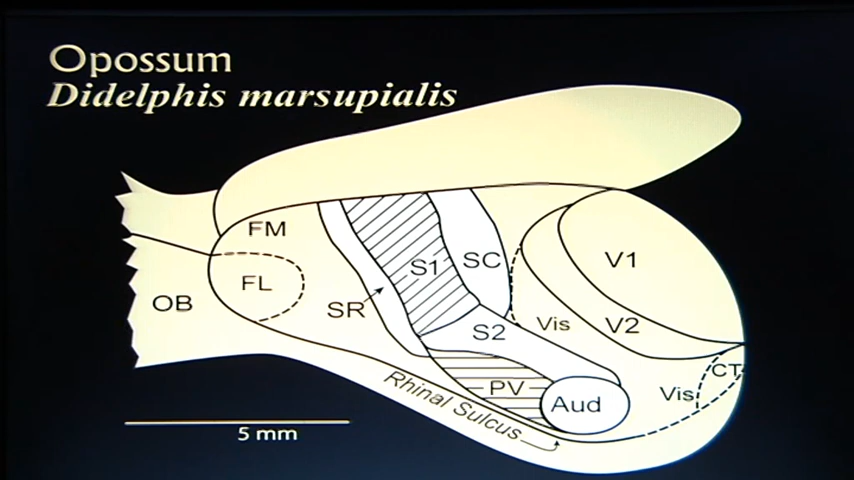 Opossum
Didelphis marsupialis
FM
FL
OB
SR
S1
SC
S2
PV
Aud
Vis
V1
V2
Vis
CT
Rhinal Sulcus
5 mm